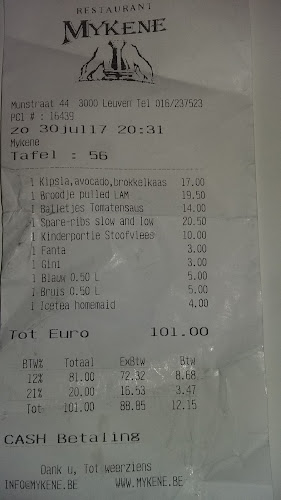 RESTAURANT
MYKENE
Munstraat 44 3000 Leuven Tel 016/237523
PC1 # : 16439
zo 30jul17 20:31
Mykene
Tafel : 56
1 Kipsla,avocado,brokkelkaas 17.00
1 Broodje pulled LAM 19.50
1 Balletjes Tomatensaus 14.00
1 Spare-ribs slow and low 20.50
1 Kinderportie Stoofvlees 10.00
1 Fanta 3.00
1 Gini 3.00
1 Blauw 0.50 L 5.00
1 Bruis 0.50 L 5.00
1 Icetea homemaid 4.00
Tot Euro 101.00
BTW% Totaal ExBtw Btw
12% 81.00 72.32 8.68
21% 20.00 16.53 3.47
Tot 101.00 88.85 12.15
CASH Betaling
Dank u, Tot weerziens
INFO@MYKENE.BE WWW.MYKENE.BE